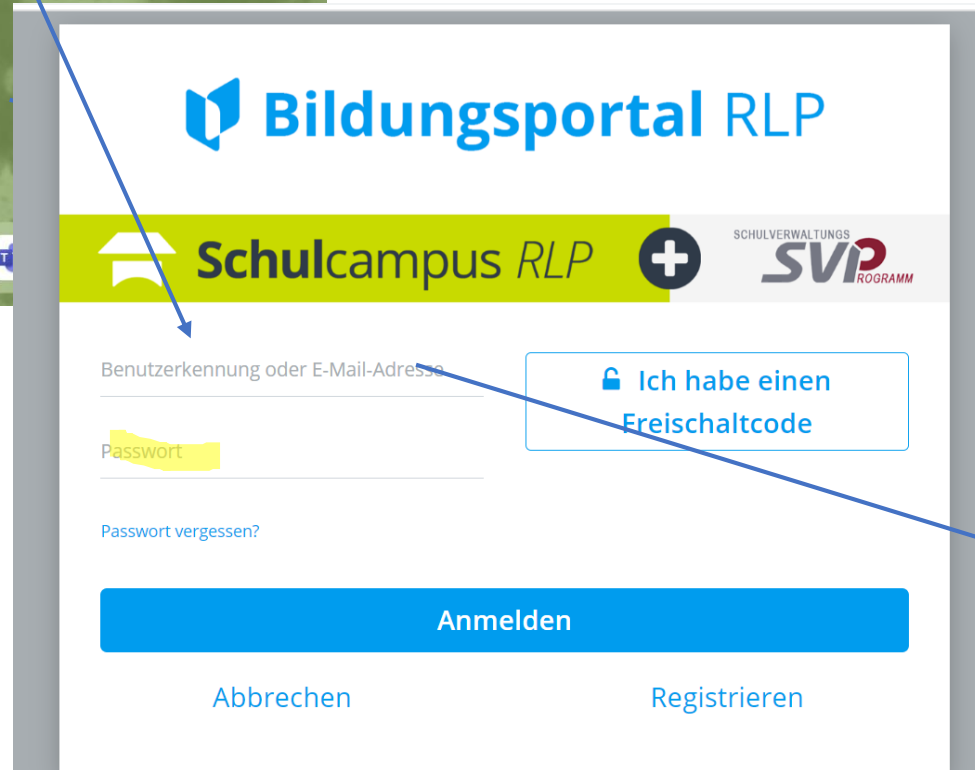 Bildungsportal RLP
Schulcampus RLP
SCHULVERWALTUNGS
SVP
ROGRAMM
T
Benutzerkennung oder E-Mail-Adresse
Ich habe einen
Freischaltcode
Passwort
Passwort vergessen?
Anmelden
Abbrechen
Registrieren